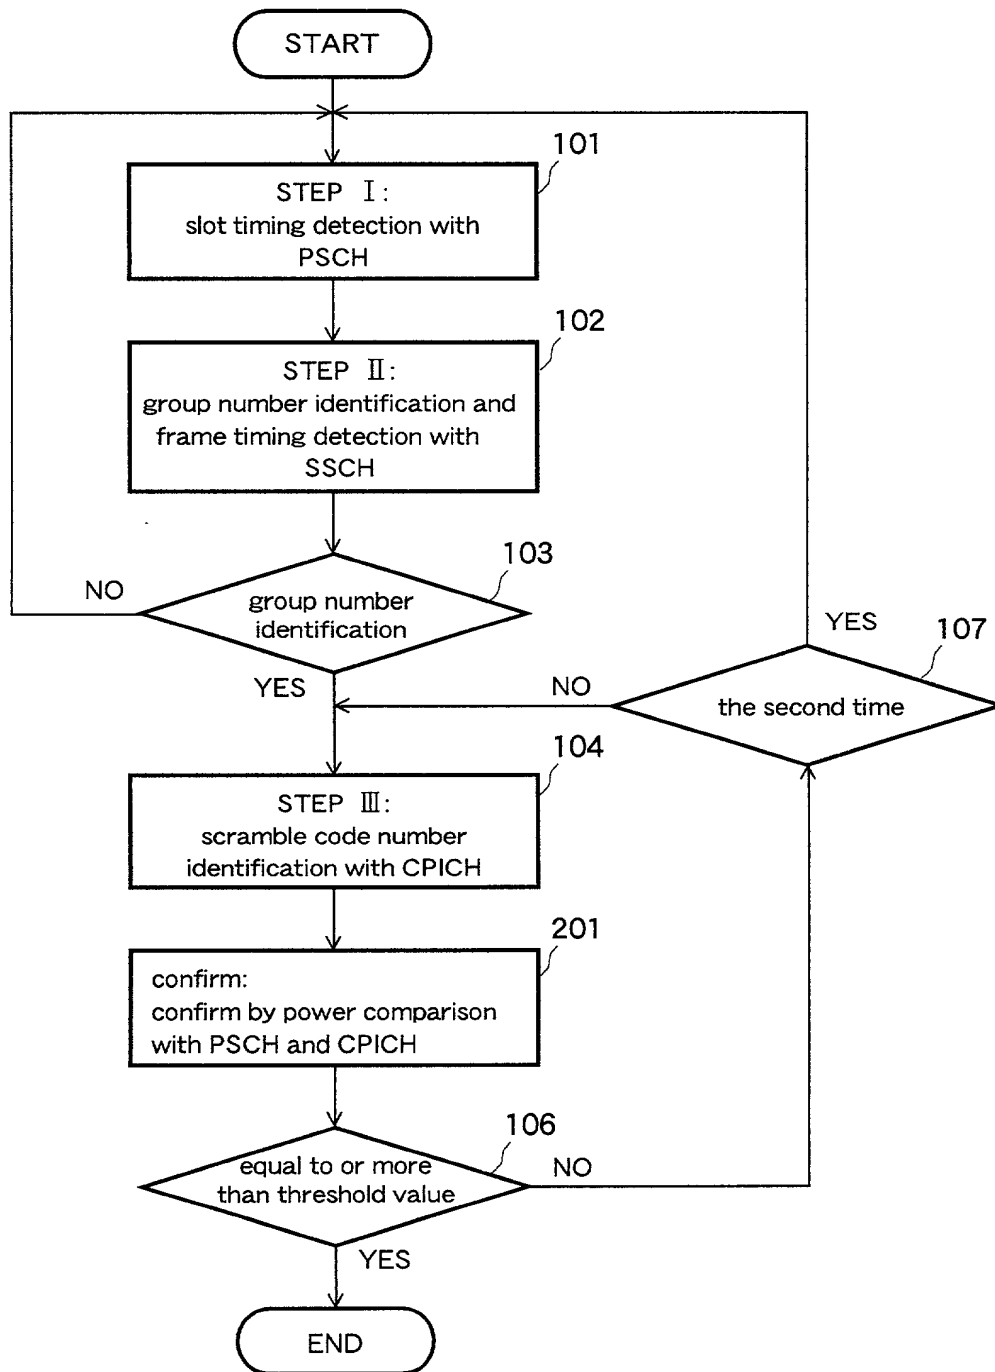 START
101
STEP Ⅰ:
slot timing detection with
PSCH
102
STEP Ⅱ:
group number identification and
frame timing detection with
SSCH
103
NO
group number
identification
YES
YES
107
NO
the second time
104
STEP Ⅲ:
scramble code number
identification with CPICH
201
confirm:
confirm by power comparison
with PSCH and CPICH
106
equal to or more
than threshold value
NO
YES
END